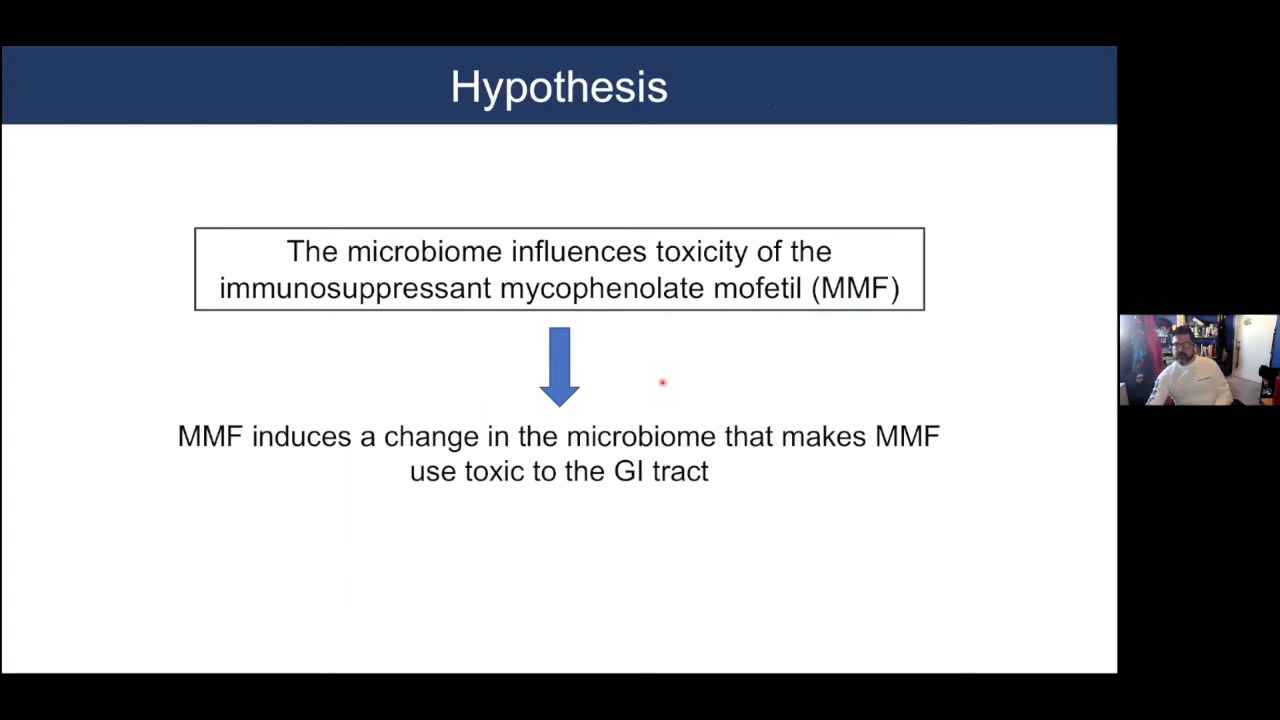 Hypothesis
The microbiome influences toxicity of the
immunosuppressant mycophenolate mofetil (MMF)
MMF induces a change in the microbiome that makes MMF
use toxic to the GI tract